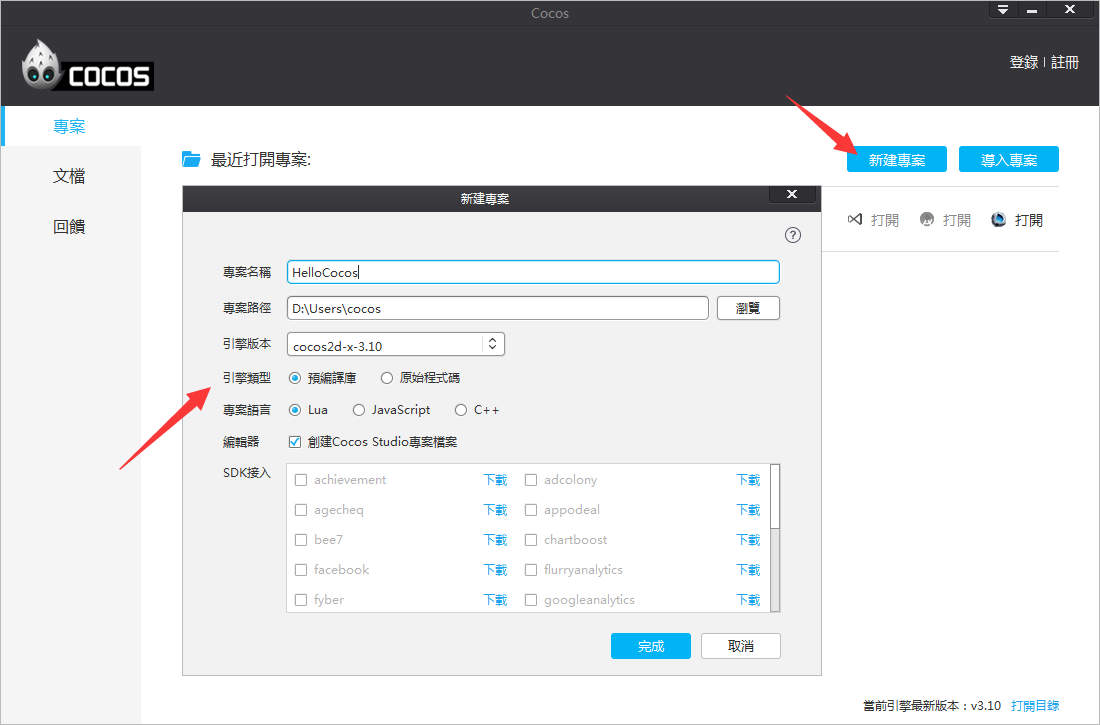 Cocos
COCOS
登錄 | 註冊
專案
文檔
回饋
最近打開專案:
新建專案 導入專案
打開 打開 打開
新建專案
?
專案名稱 HelloCocos
專案路徑 D:\Users\cocos 瀏覽
引擎版本 cocos2d-x-3.10
引擎類型 預編譯庫 原始程式碼
專案語言 Lua JavaScript C++
編輯器 創建Cocos Studio專案檔案
SDK接入
achievement 下載 adcolony 下載
agecheq 下載 appodeal 下載
bee7 下載 chartboost 下載
facebook 下載 flurryanalytics 下載
fyber 下載 googleanalytics 下載
完成 取消
當前引擎最新版本：v3.10 打開目錄